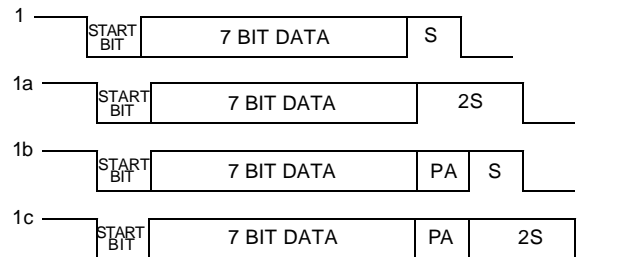 1 START BIT 7 BIT DATA S
1a START BIT 7 BIT DATA 2S
1b START BIT 7 BIT DATA PA S
1c START BIT 7 BIT DATA PA 2S